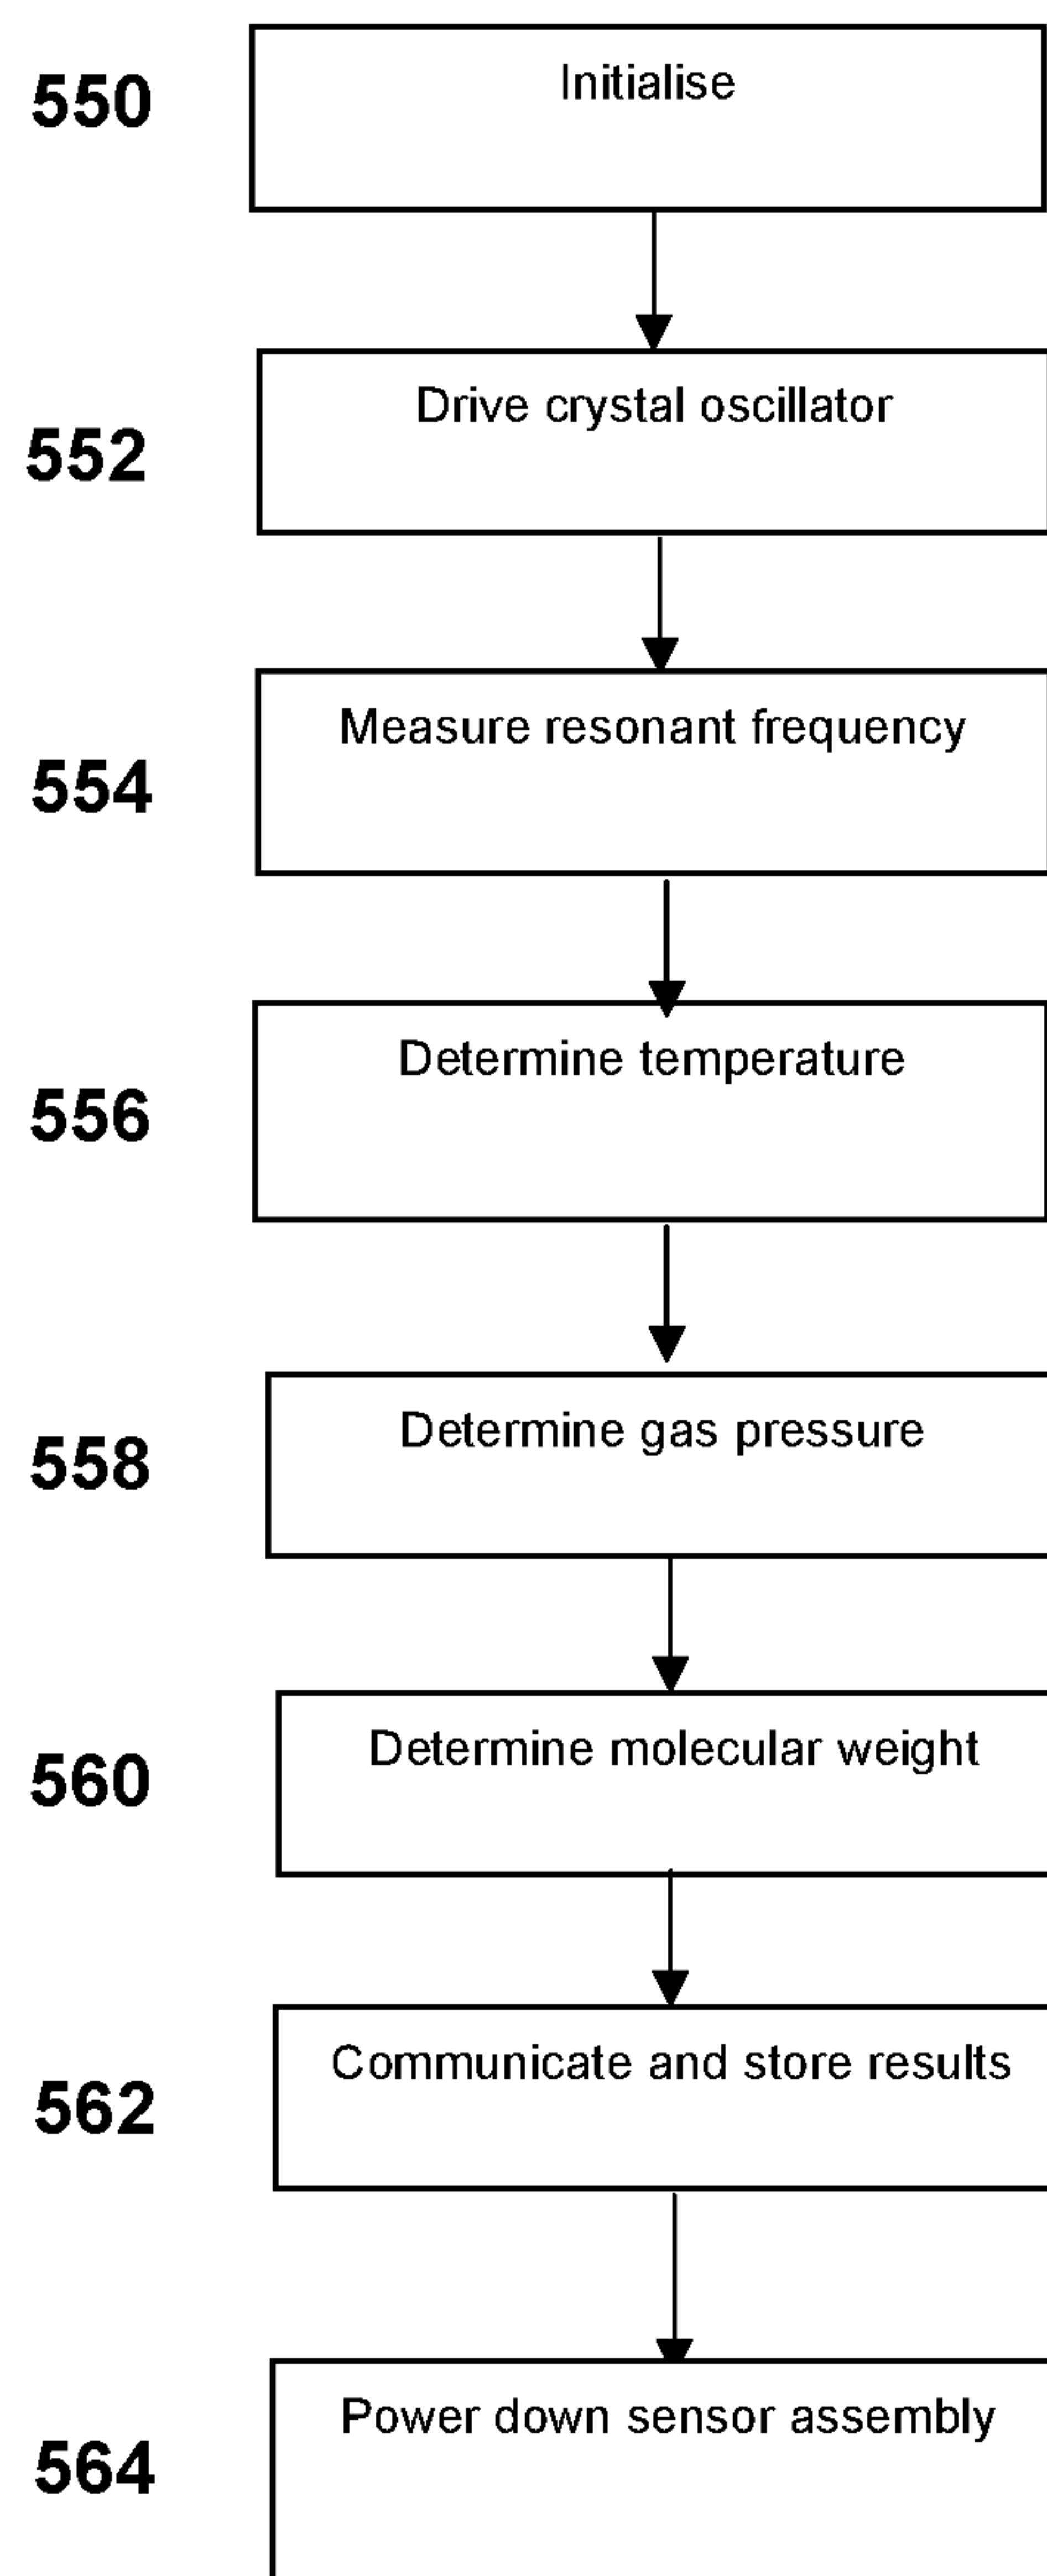 550
Initialise
552
Drive crystal oscillator
554
Measure resonant frequency
556
Determine temperature
558
Determine gas pressure
560
Determine molecular weight
562
Communicate and store results
564
Power down sensor assembly